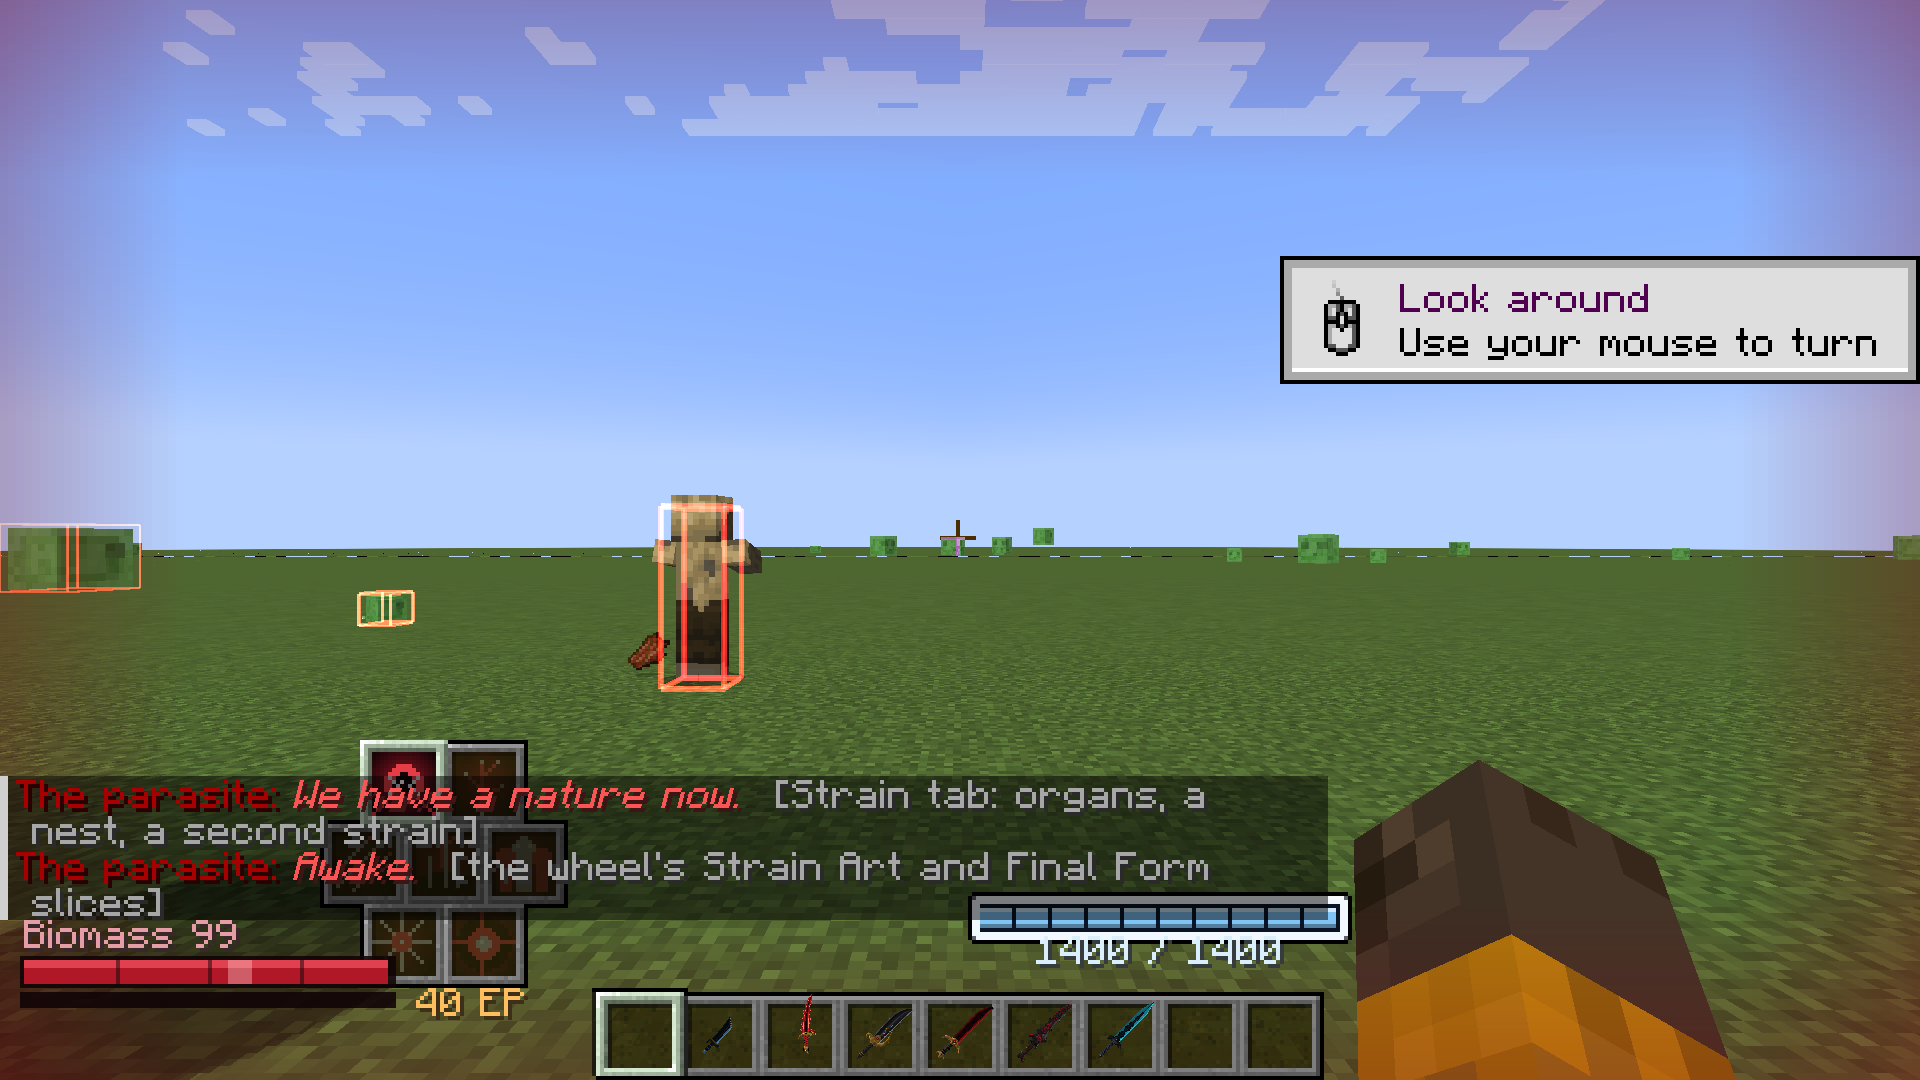 Look around
Use your mouse to turn
The parasite: We have a nature now. [Strain tab: organs, a
nest, a second strain]
The parasite: Awake. [the wheel's Strain Art and Final Form
slices]
Biomass 99
1400 / 1400
40 EP